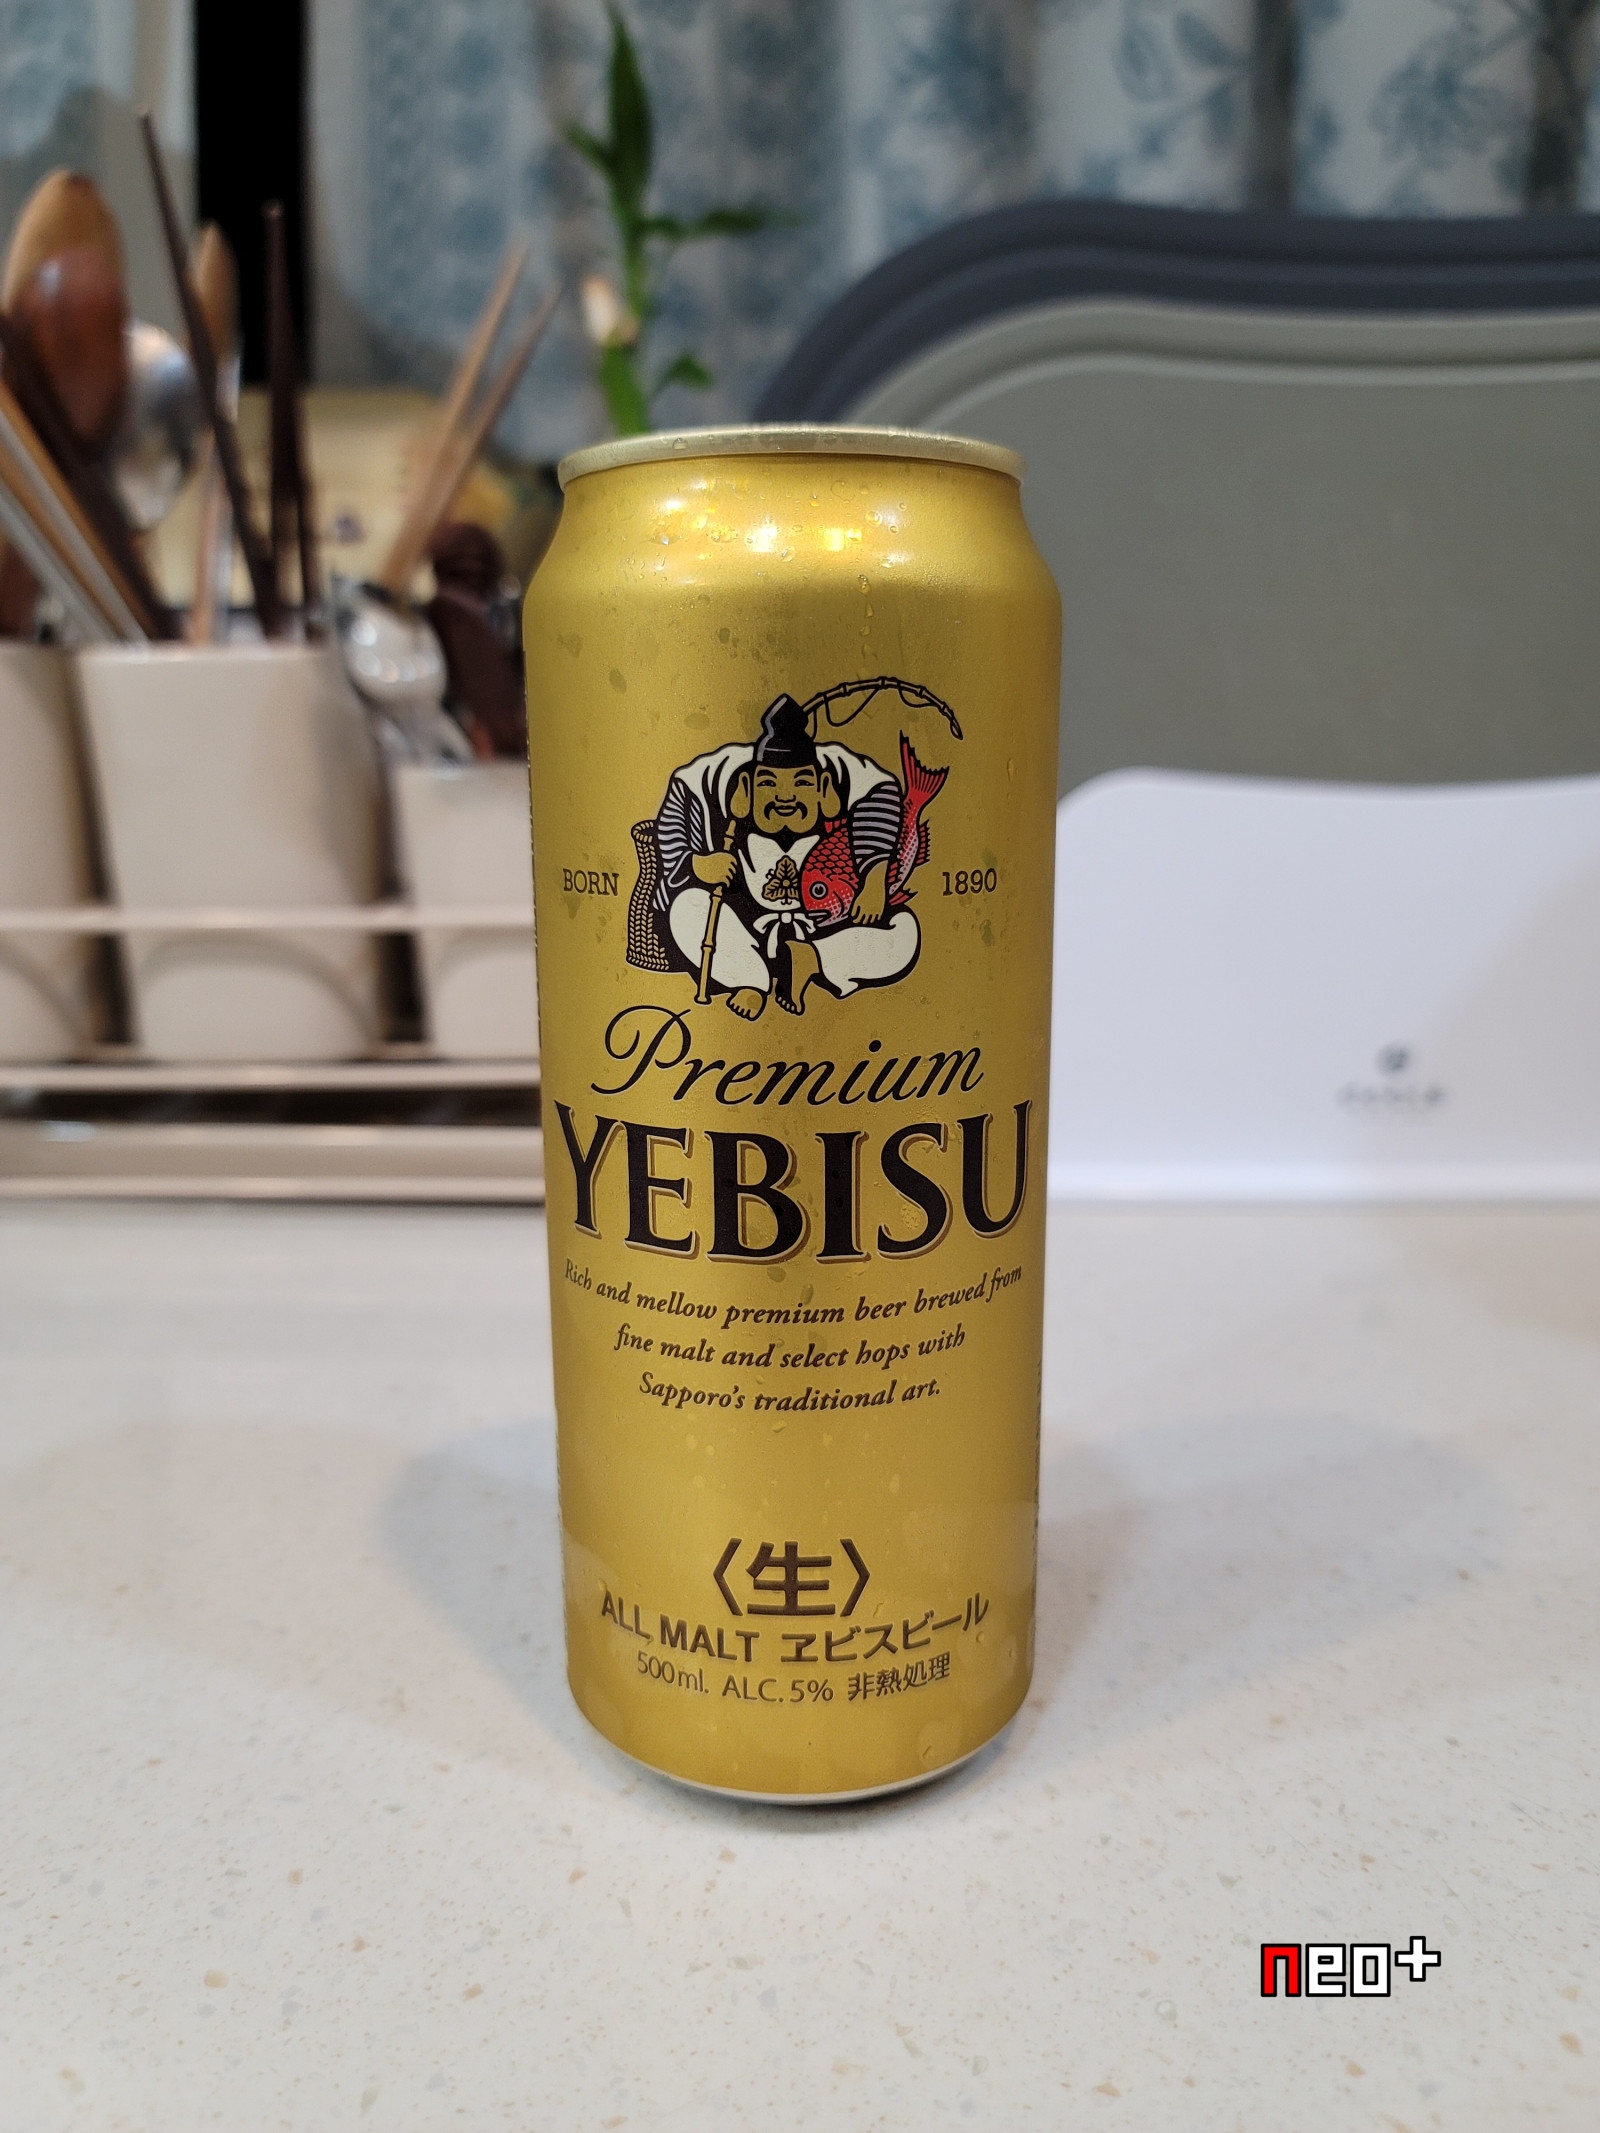 BORN 1890
Premium
YEBISU
Rich and mellow premium beer brewed from
fine malt and select hops with
Sapporo's traditional art.
〈生〉
ALL MALT ヱビスビール
500ml. ALC.5% 非熱処理
neo+